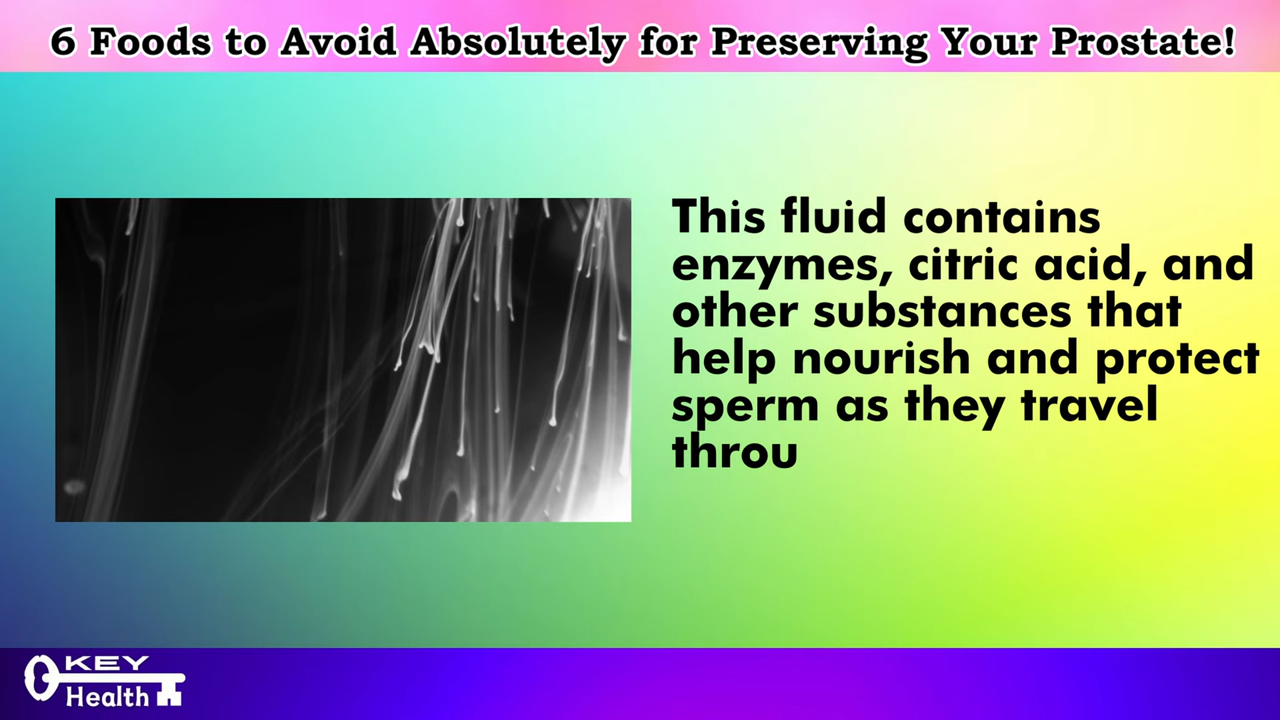 6 Foods to Avoid Absolutely for Preserving Your Prostate!
This fluid contains
enzymes, citric acid, and
other substances that
help nourish and protect
sperm as they travel
throu
KEY
Health